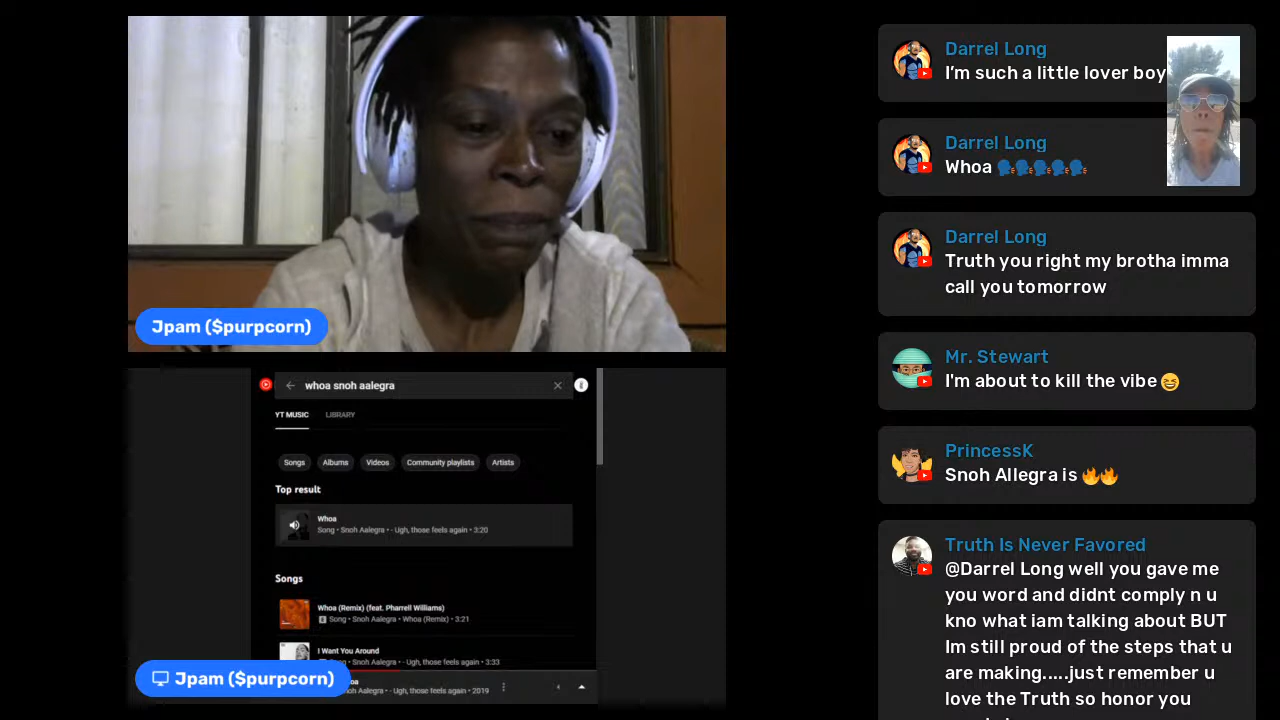 Jpam ($purpcorn)
whoa snoh aalegra
YT MUSIC LIBRARY
Songs Albums Videos Community playlists Artists
Top result
Whoa
Song • Snoh Aalegra • - Ugh, those feels again • 3:20
Songs
Whoa (Remix) (feat. Pharrell Williams)
E Song • Snoh Aalegra • Whoa (Remix) • 3:21
I Want You Around
Song • Snoh Aalegra • - Ugh, those feels again • 3:33
Jpam ($purpcorn)
- Ugh, those feels again • 2019
Darrel Long
I’m such a little lover boy
Darrel Long
Whoa 🗣🗣🗣🗣🗣
Darrel Long
Truth you right my brotha imma
call you tomorrow
Mr. Stewart
I'm about to kill the vibe 😆
PrincessK
Snoh Allegra is 🔥🔥
Truth Is Never Favored
@Darrel Long well you gave me
you word and didnt comply n u
kno what iam talking about BUT
Im still proud of the steps that u
are making.....just remember u
love the Truth so honor you